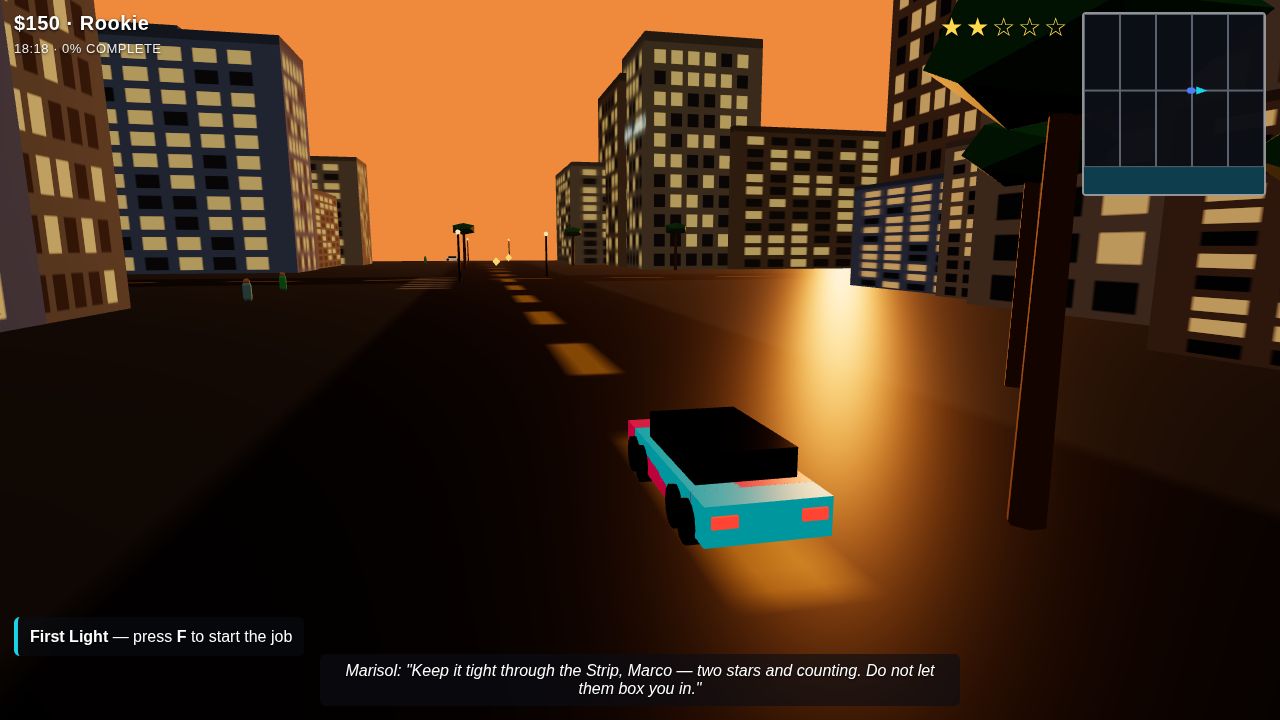 $150 · Rookie
18:18 · 0% COMPLETE
★★☆☆☆
First Light — press F to start the job
Marisol: "Keep it tight through the Strip, Marco — two stars and counting. Do not let
them box you in."